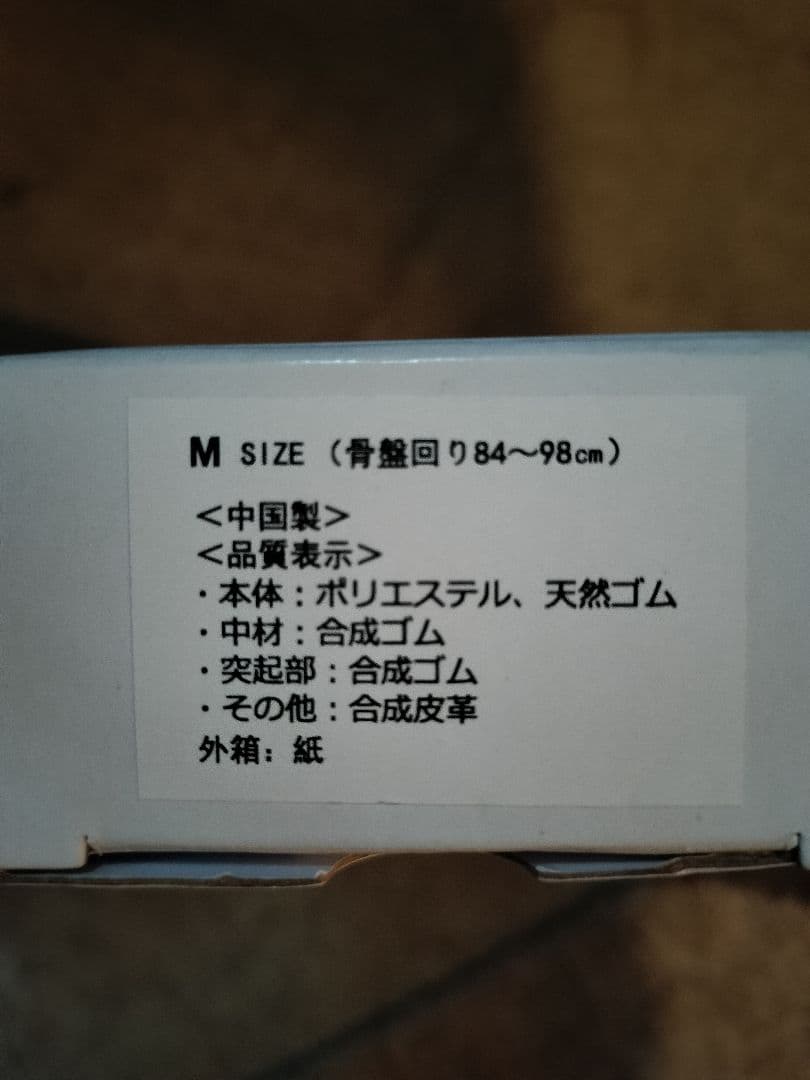 M SIZE（骨盤回り84〜98㎝）
＜中国製＞
＜品質表示＞
・本体：ポリエステル、天然ゴム
・中材：合成ゴム
・突起部：合成ゴム
・その他：合成皮革
外箱：紙